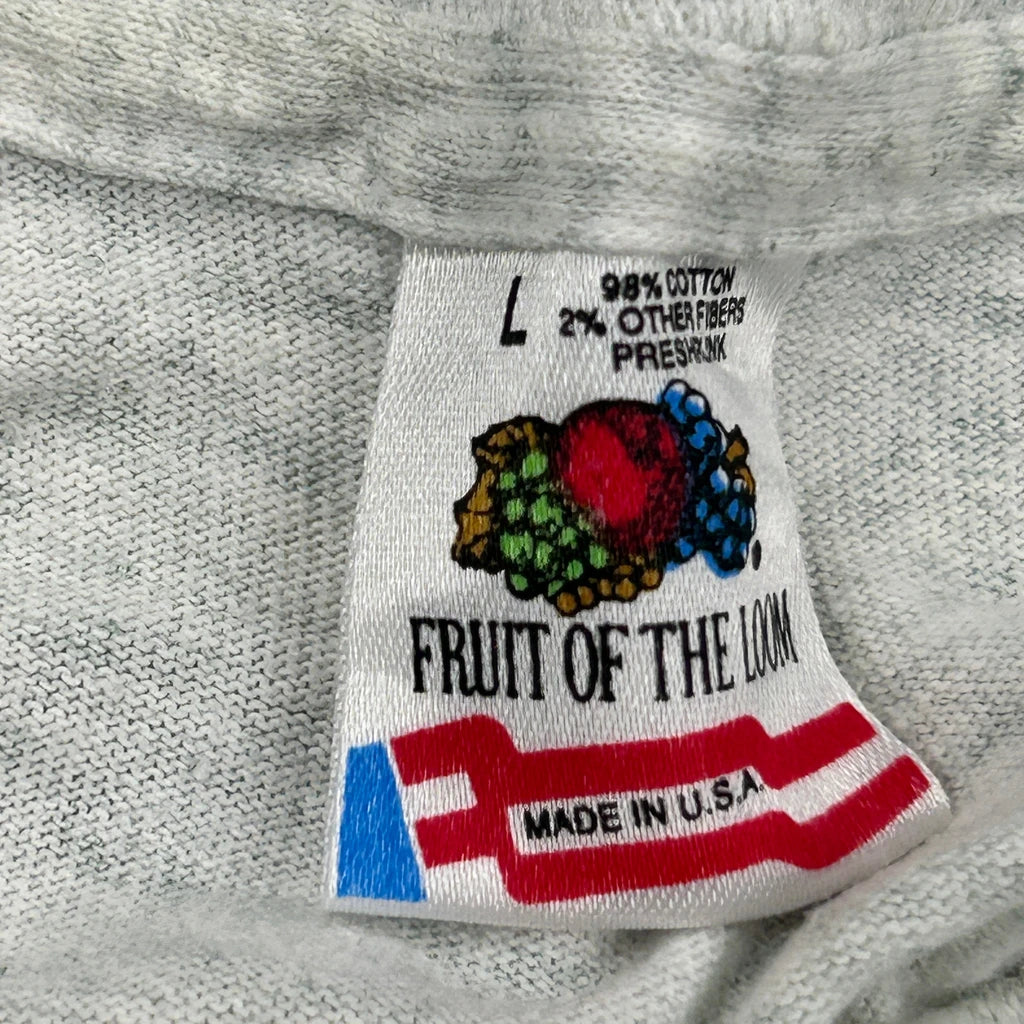 L
98% COTTON
2% OTHER FIBERS
PRESHRUNK
FRUIT OF THE LOOM
MADE IN U.S.A.